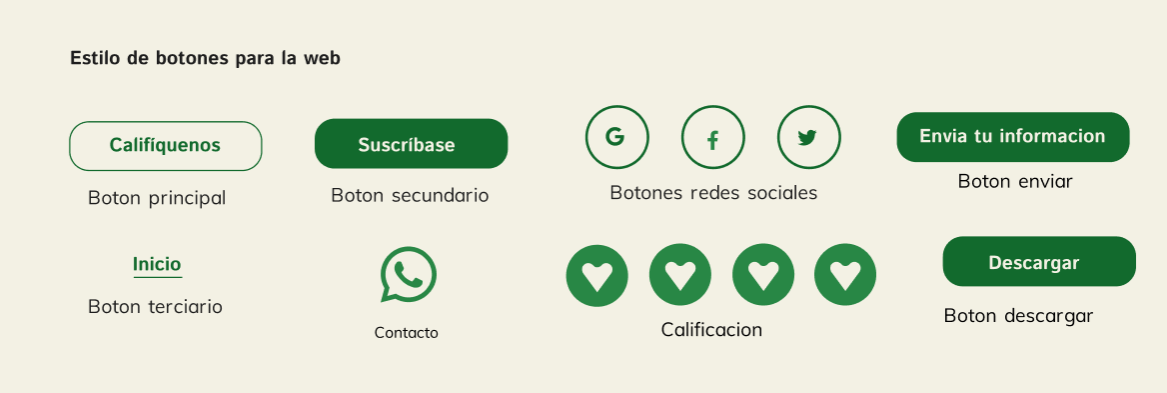 Estilo de botones para la web
Califíquenos
Suscríbase
G
f
Envia tu informacion
Boton principal
Boton secundario
Botones redes sociales
Boton enviar
Inicio
Descargar
Boton terciario
Contacto
Calificacion
Boton descargar